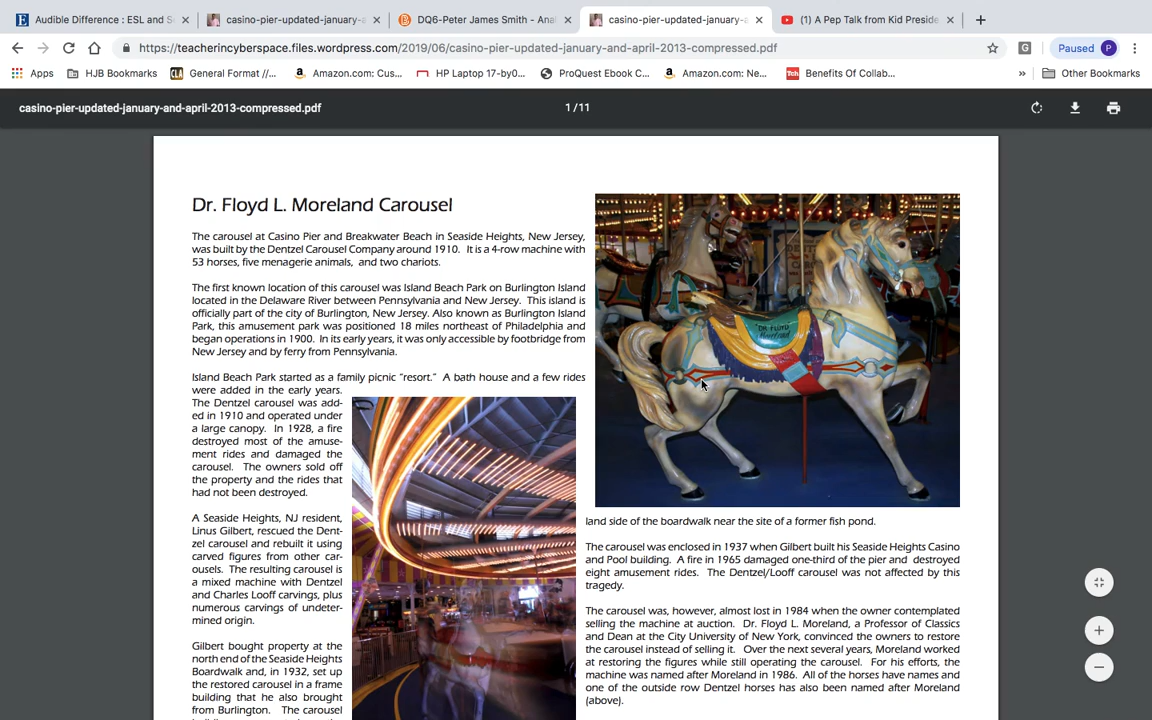 Audible Difference : ESL and S
casino-pier-updated-january-a
DQ6-Peter James Smith - Anal
casino-pier-updated-january-a
(1) A Pep Talk from Kid Preside
https://teacherincyberspace.files.wordpress.com/2019/06/casino-pier-updated-january-and-april-2013-compressed.pdf
G
Paused
P
Apps
HJB Bookmarks
CLA
General Format //...
Amazon.com: Cus...
HP Laptop 17-by0...
ProQuest Ebook C...
Amazon.com: Ne...
Tch
Benefits Of Collab...
»
Other Bookmarks
casino-pier-updated-january-and-april-2013-compressed.pdf
1 / 11
Dr. Floyd L. Moreland Carousel
The carousel at Casino Pier and Breakwater Beach in Seaside Heights, New Jersey,
was built by the Dentzel Carousel Company around 1910. It is a 4-row machine with
53 horses, five menagerie animals, and two chariots.
The first known location of this carousel was Island Beach Park on Burlington Island
located in the Delaware River between Pennsylvania and New Jersey. This island is
officially part of the city of Burlington, New Jersey. Also known as Burlington Island
Park, this amusement park was positioned 18 miles northeast of Philadelphia and
began operations in 1900. In its early years, it was only accessible by footbridge from
New Jersey and by ferry from Pennsylvania.
Island Beach Park started as a family picnic "resort." A bath house and a few rides
were added in the early years.
The Dentzel carousel was add-
ed in 1910 and operated under
a large canopy. In 1928, a fire
destroyed most of the amuse-
ment rides and damaged the
carousel. The owners sold off
the property and the rides that
had not been destroyed.
A Seaside Heights, NJ resident,
Linus Gilbert, rescued the Dent-
zel carousel and rebuilt it using
carved figures from other car-
ousels. The resulting carousel is
a mixed machine with Dentzel
and Charles Looff carvings, plus
numerous carvings of undeter-
mined origin.
Gilbert bought property at the
north end of the Seaside Heights
Boardwalk and, in 1932, set up
the restored carousel in a frame
building that he also brought
from Burlington. The carousel
DR. FLOYD
Moreland
land side of the boardwalk near the site of a former fish pond.
The carousel was enclosed in 1937 when Gilbert built his Seaside Heights Casino
and Pool building. A fire in 1965 damaged one-third of the pier and destroyed
eight amusement rides. The Dentzel/Looff carousel was not affected by this
tragedy.
The carousel was, however, almost lost in 1984 when the owner contemplated
selling the machine at auction. Dr. Floyd L. Moreland, a Professor of Classics
and Dean at the City University of New York, convinced the owners to restore
the carousel instead of selling it. Over the next several years, Moreland worked
at restoring the figures while still operating the carousel. For his efforts, the
machine was named after Moreland in 1986. All of the horses have names and
one of the outside row Dentzel horses has also been named after Moreland
(above).